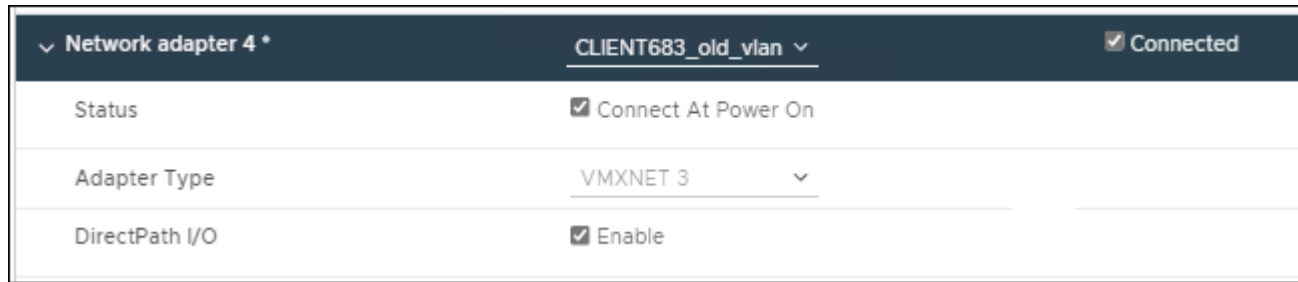 Network adapter 4 * CLIENT683_old_vlan Connected
Status Connect At Power On
Adapter Type VMXNET 3
DirectPath I/O Enable